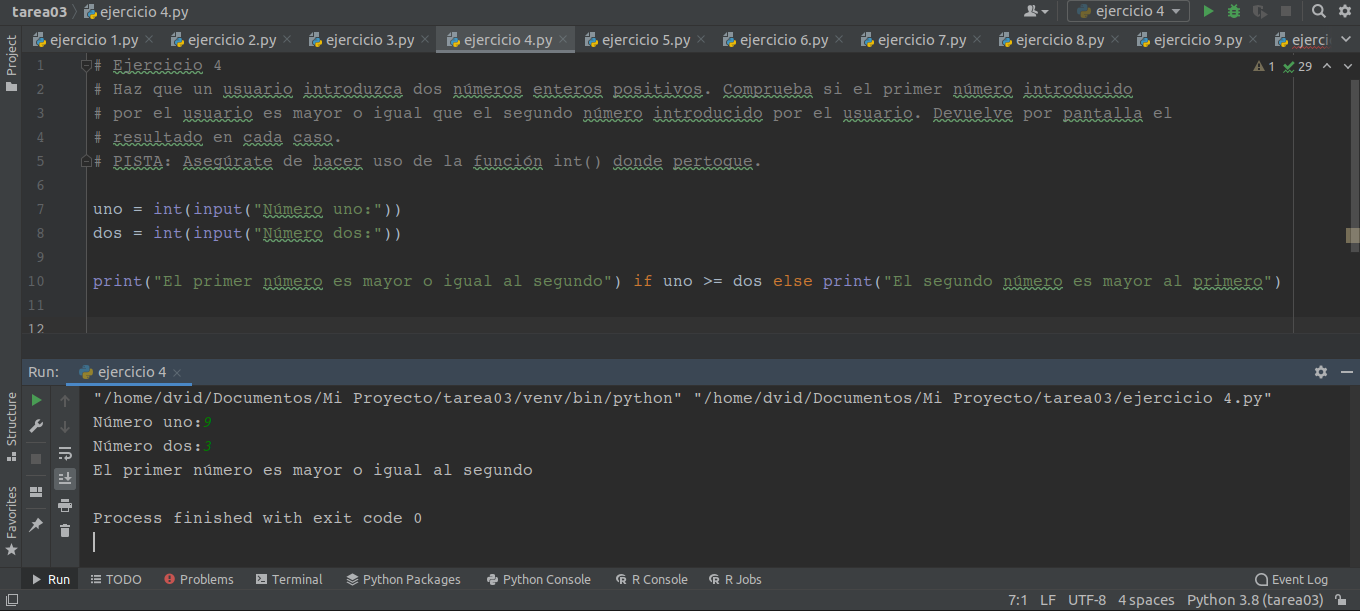 tarea03 ejercicio 4.py ejercicio 4
Project
ejercicio 1.py ejercicio 2.py ejercicio 3.py ejercicio 4.py ejercicio 5.py ejercicio 6.py ejercicio 7.py ejercicio 8.py ejercicio 9.py ejerci
1 # Ejercicio 4 1 29
2 # Haz que un usuario introduzca dos números enteros positivos. Comprueba si el primer número introducido
3 # por el usuario es mayor o igual que el segundo número introducido por el usuario. Devuelve por pantalla el
4 # resultado en cada caso.
5 # PISTA: Asegúrate de hacer uso de la función int() donde pertoque.
6
7 uno = int(input("Número uno:"))
8 dos = int(input("Número dos:"))
9
10 print("El primer número es mayor o igual al segundo") if uno >= dos else print("El segundo número es mayor al primero")
11
12
Run: ejercicio 4
"/home/dvid/Documentos/Mi Proyecto/tarea03/venv/bin/python" "/home/dvid/Documentos/Mi Proyecto/tarea03/ejercicio 4.py"
Número uno:9
Número dos:3
El primer número es mayor o igual al segundo
Process finished with exit code 0
Structure
Favorites
Run TODO Problems Terminal Python Packages Python Console R Console R Jobs Event Log
7:1 LF UTF-8 4 spaces Python 3.8 (tarea03)